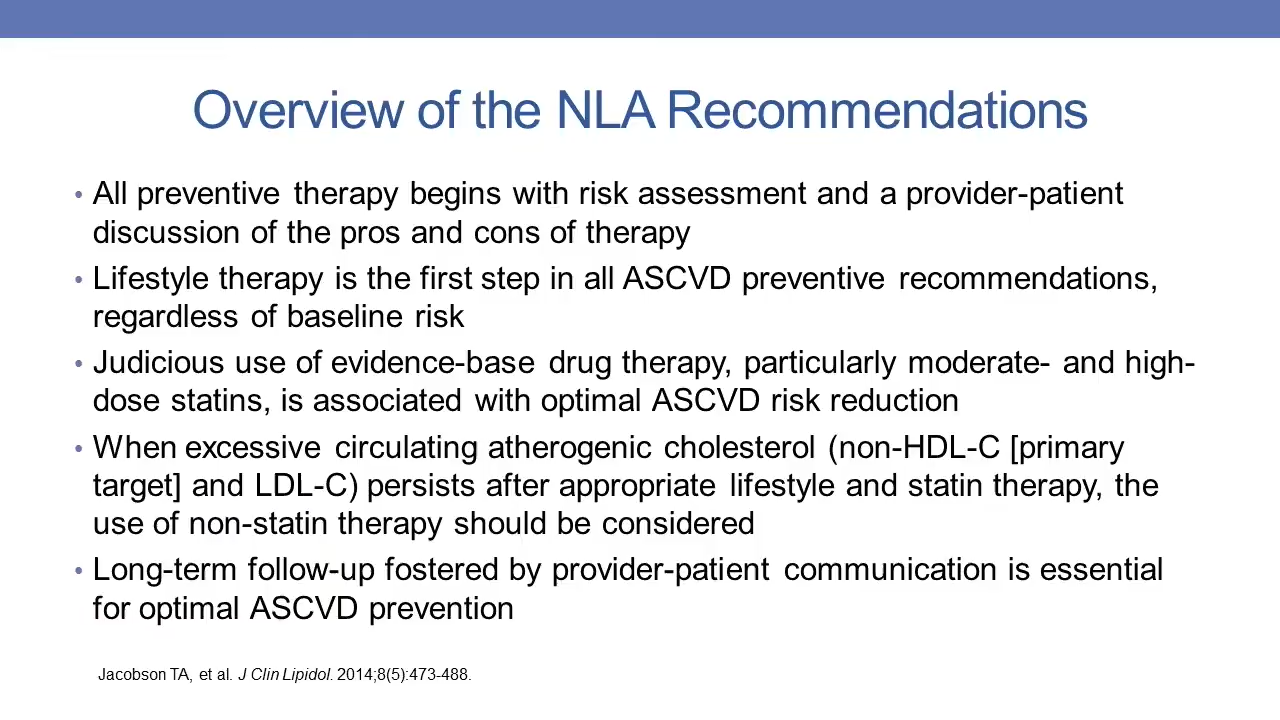 Overview of the NLA Recommendations
• All preventive therapy begins with risk assessment and a provider-patient
discussion of the pros and cons of therapy
• Lifestyle therapy is the first step in all ASCVD preventive recommendations,
regardless of baseline risk
• Judicious use of evidence-base drug therapy, particularly moderate- and high-
dose statins, is associated with optimal ASCVD risk reduction
• When excessive circulating atherogenic cholesterol (non-HDL-C [primary
target] and LDL-C) persists after appropriate lifestyle and statin therapy, the
use of non-statin therapy should be considered
• Long-term follow-up fostered by provider-patient communication is essential
for optimal ASCVD prevention
Jacobson TA, et al. J Clin Lipidol. 2014;8(5):473-488.